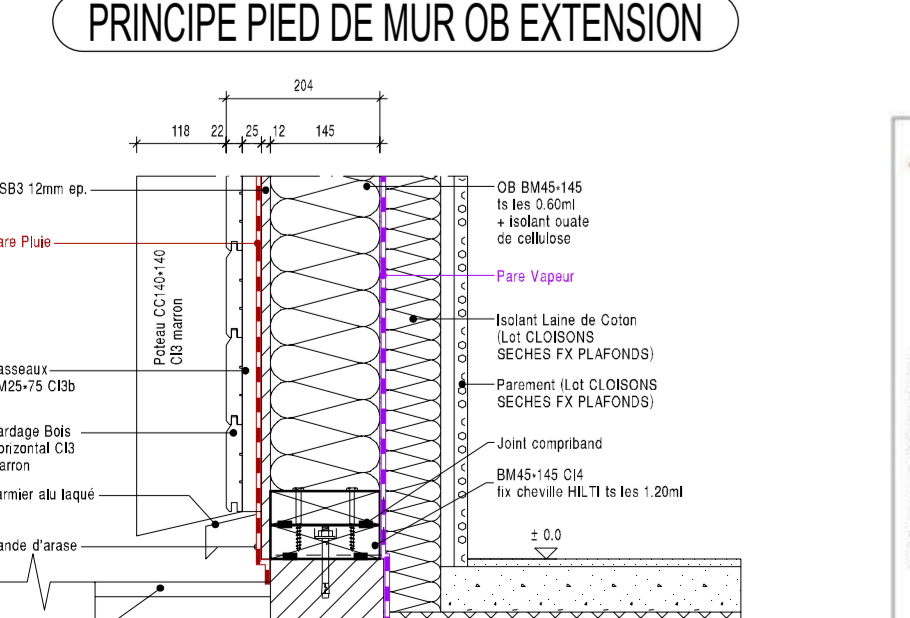 PRINCIPE PIED DE MUR OB EXTENSION
204
118 22 25 12 145
SB3 12mm ep.
are Pluie
Poteau CC140*140
Cl3 marron
asseaux
M25*75 Cl3b
ardage Bois
orizontal Cl3
arron
armier alu laqué
ande d'arase
OB BM45*145
ts les 0.60ml
+ isolant ouate
de cellulose
Pare Vapeur
Isolant Laine de Coton
(Lot CLOISONS
SECHES FX PLAFONDS)
Parement (Lot CLOISONS
SECHES FX PLAFONDS)
Joint compriband
BM45*145 Cl4
fix cheville HILTI ts les 1.20ml
± 0.0